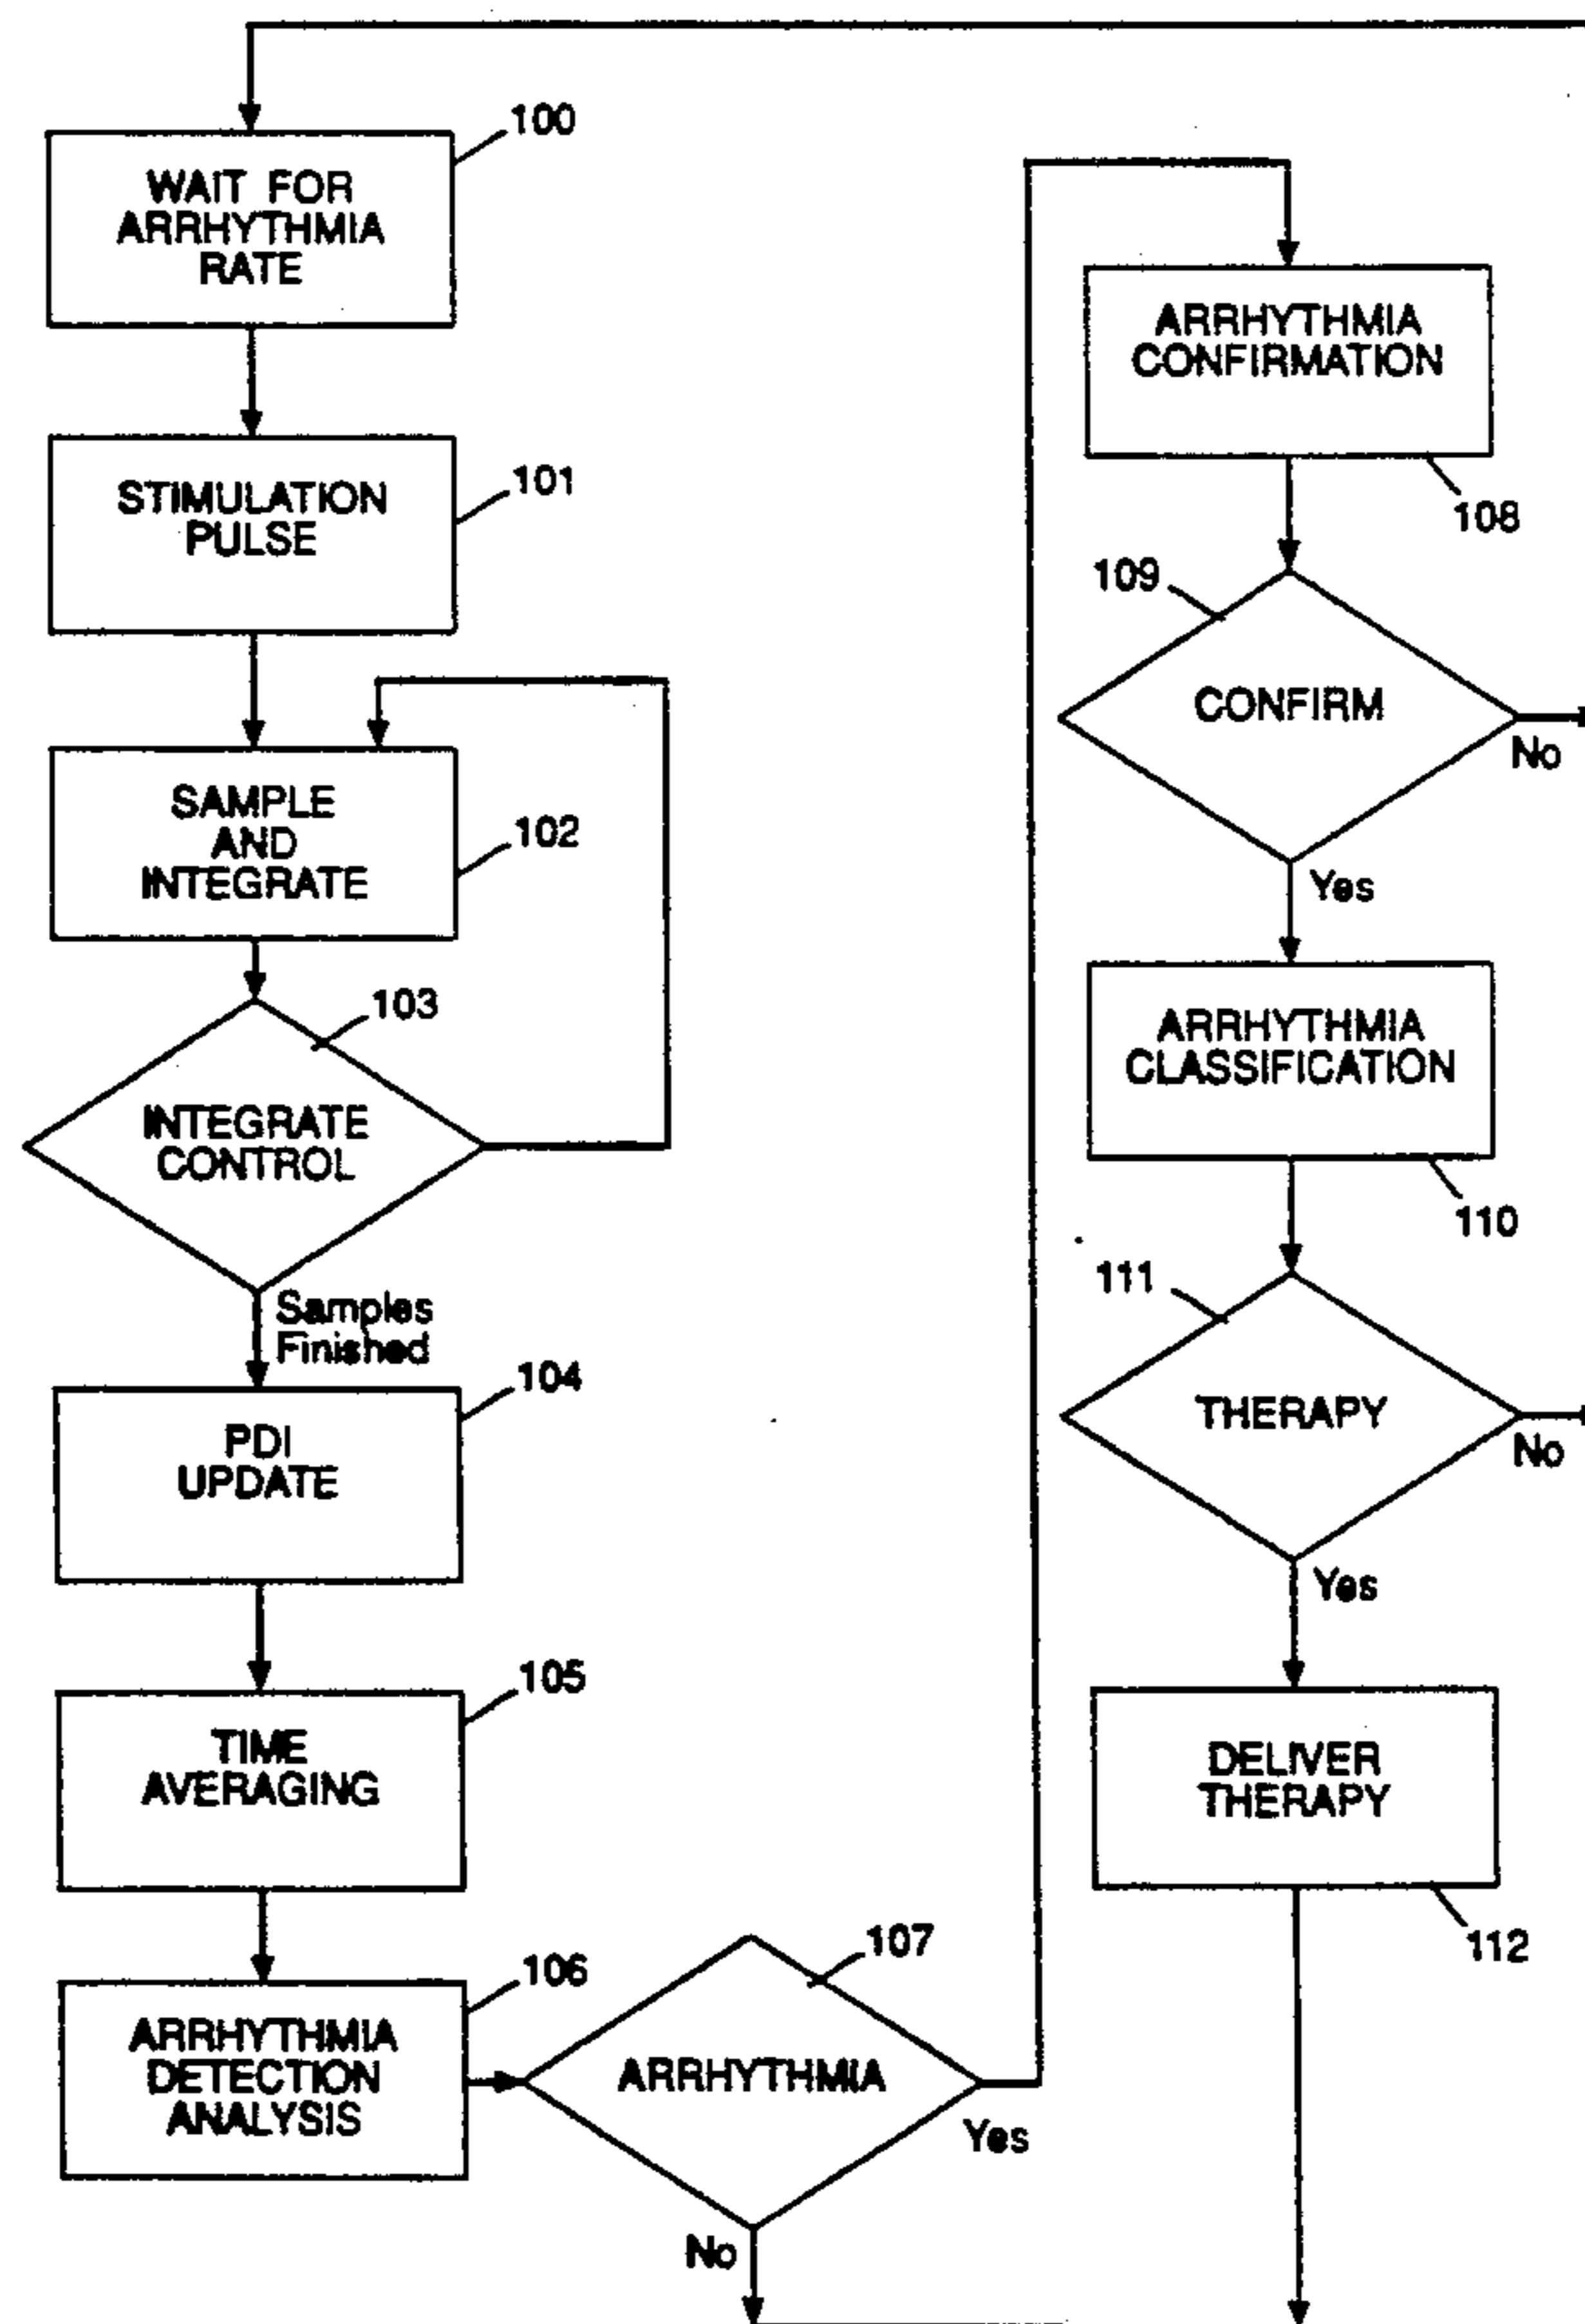 100
WAIT FOR
ARRHYTHMIA
RATE
STIMULATION
PULSE
101
SAMPLE
AND
INTEGRATE
102
103
INTEGRATE
CONTROL
Samples
Finished
104
PDI
UPDATE
105
TIME
AVERAGING
106
ARRHYTHMIA
DETECTION
ANALYSIS
107
ARRHYTHMIA
Yes
No
ARRHYTHMIA
CONFIRMATION
108
109
CONFIRM
No
Yes
ARRHYTHMIA
CLASSIFICATION
110
111
THERAPY
No
Yes
DELIVER
THERAPY
112